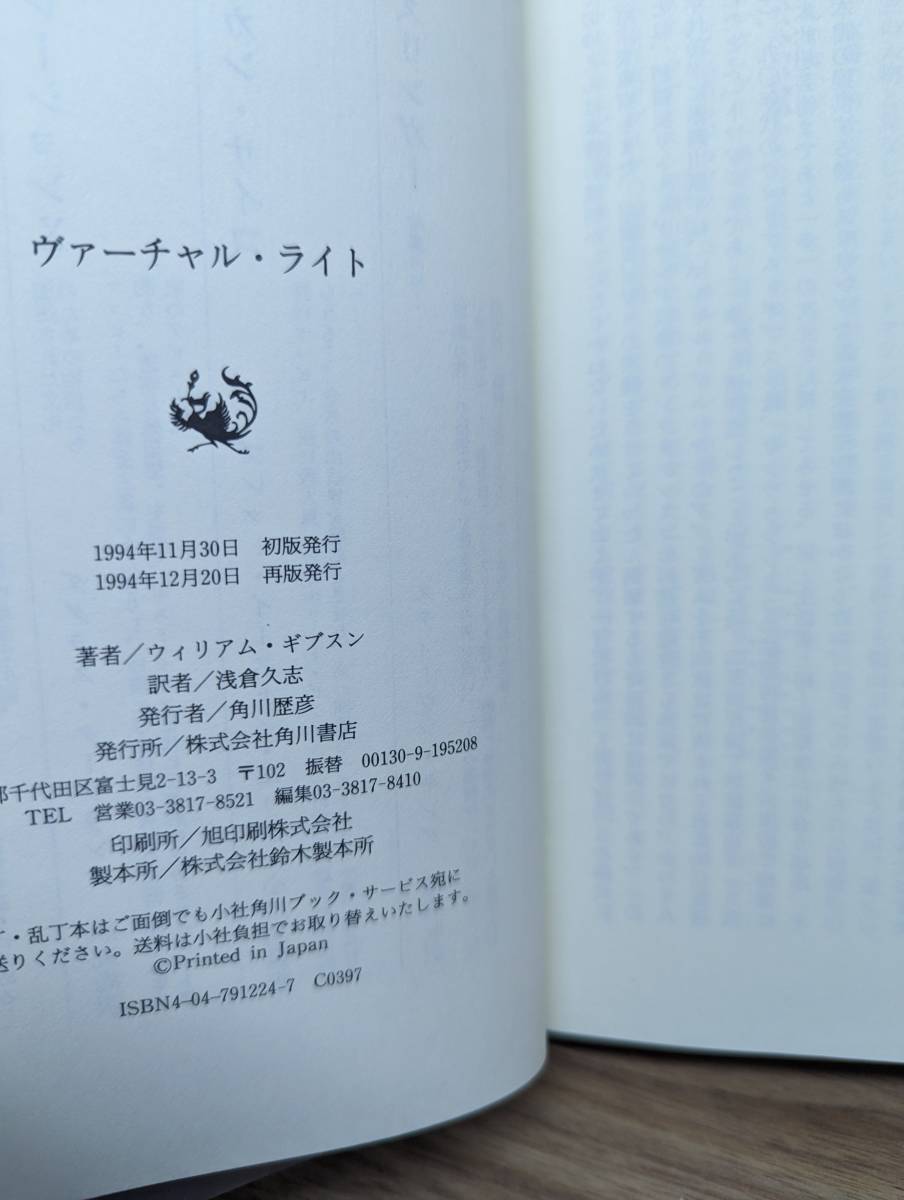 ヴァーチャル・ライト
1994年11月30日　初版発行
1994年12月20日　再版発行
著者／ウィリアム・ギブスン
訳者／浅倉久志
発行者／角川歴彦
発行所／株式会社角川書店
都千代田区富士見2-13-3　〒102　振替　00130-9-195208
TEL　営業03-3817-8521　編集03-3817-8410
印刷所／旭印刷株式会社
製本所／株式会社鈴木製本所
・乱丁本はご面倒でも小社角川ブック・サービス宛に
送りください。送料は小社負担でお取り替えいたします。
©Printed in Japan
ISBN4-04-791224-7　C0397